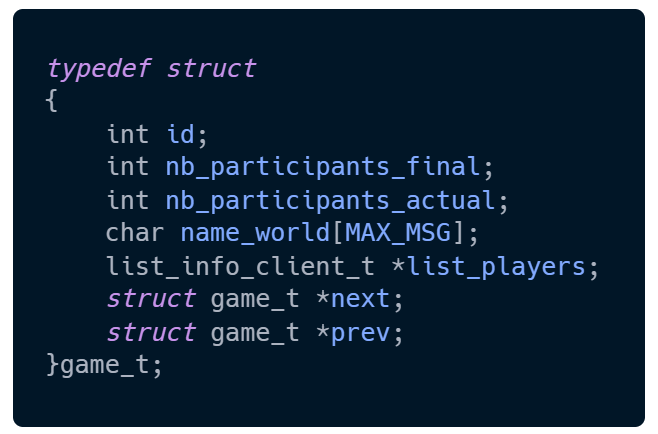 typedef struct
{
    int id;
    int nb_participants_final;
    int nb_participants_actual;
    char name_world[MAX_MSG];
    list_info_client_t *list_players;
    struct game_t *next;
    struct game_t *prev;
}game_t;